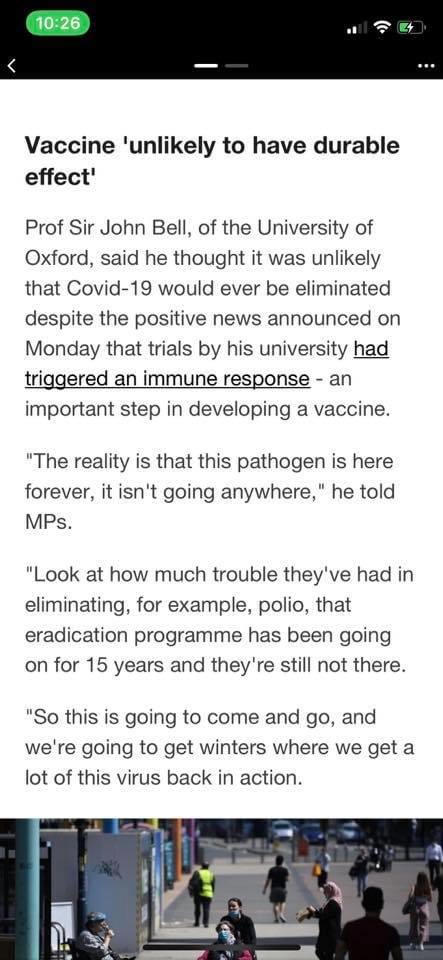 10:26
Vaccine 'unlikely to have durable
effect'
Prof Sir John Bell, of the University of
Oxford, said he thought it was unlikely
that Covid-19 would ever be eliminated
despite the positive news announced on
Monday that trials by his university had
triggered an immune response - an
important step in developing a vaccine.
"The reality is that this pathogen is here
forever, it isn't going anywhere," he told
MPs.
"Look at how much trouble they've had in
eliminating, for example, polio, that
eradication programme has been going
on for 15 years and they're still not there.
"So this is going to come and go, and
we're going to get winters where we get a
lot of this virus back in action.